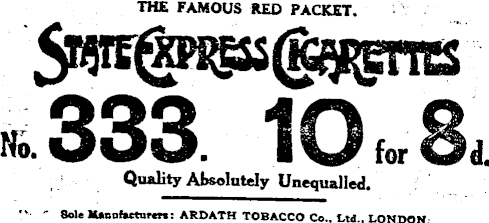 THE FAMOUS RED PACKET.
STATE EXPRESS CIGARETTES
No. 333. 10 for 8d.
Quality Absolutely Unequalled.
Sole Manufacturers: ARDATH TOBACCO Co., Ltd., LONDON.